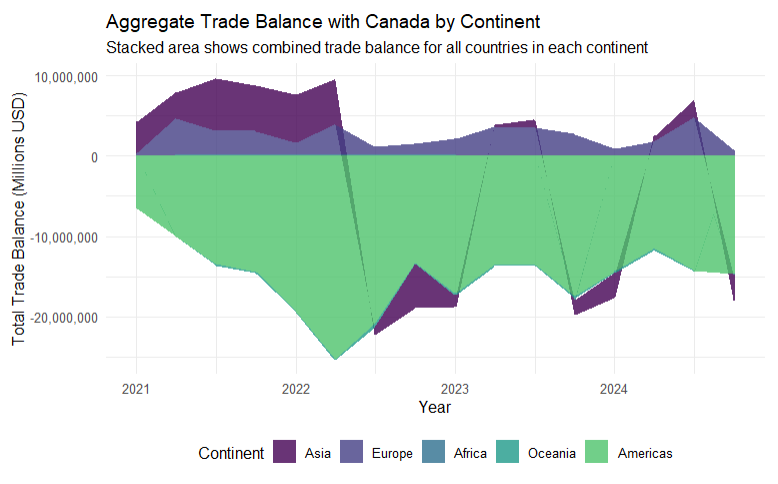 Aggregate Trade Balance with Canada by Continent
Stacked area shows combined trade balance for all countries in each continent
Total Trade Balance (Millions USD)
10,000,000
0
-10,000,000
-20,000,000
2021 2022 2023 2024
Year
Continent Asia Europe Africa Oceania Americas